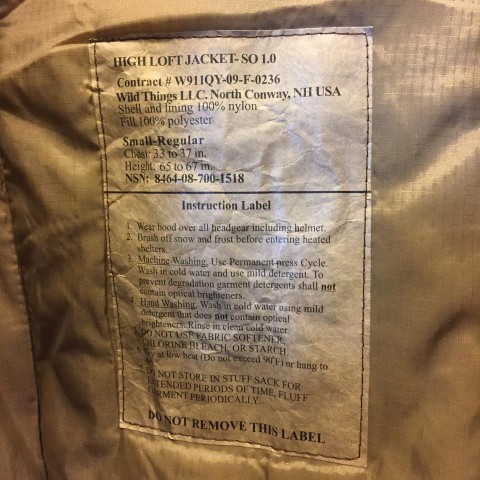 HIGH LOFT JACKET- SO 1.0
Contract # W911QY-09-F-0236
Wild Things LLC. North Conway, NH USA
Shell and lining 100% nylon
Fill 100% polyester
Small-Regular
Chest: 33 to 37 in.
Height: 65 to 67 in.
NSN: 8464-08-700-1518
Instruction Label
1. Wear hood over all headgear including helmet.
2. Brush off snow and frost before entering heated
shelters.
3. Machine Washing. Use Permanent press Cycle.
Wash in cold water and use mild detergent. To
prevent degradation garment detergents shall not
contain optical brighteners.
4. Hand Washing. Wash in cold water using mild
detergent that does not contain optical
brighteners. Rinse in clean cold water.
DO NOT USE FABRIC SOFTENER,
CHLORINE BLEACH, OR STARCH.
Dry at low heat (Do not exceed 90°F) or hang to
DO NOT STORE IN STUFF SACK FOR
EXTENDED PERIODS OF TIME, FLUFF
GARMENT PERIODICALLY.
DO NOT REMOVE THIS LABEL